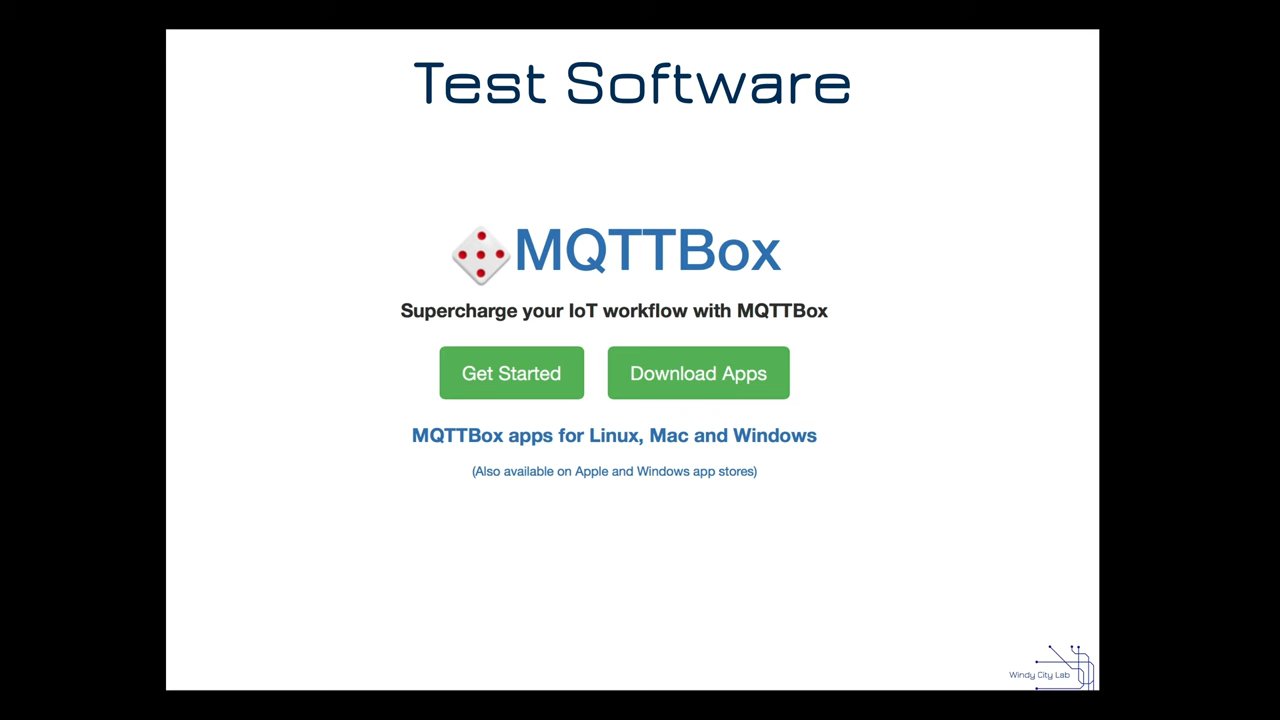 Test Software
MQTTBox
Supercharge your IoT workflow with MQTTBox
Get Started Download Apps
MQTTBox apps for Linux, Mac and Windows
(Also available on Apple and Windows app stores)
Windy City Lab